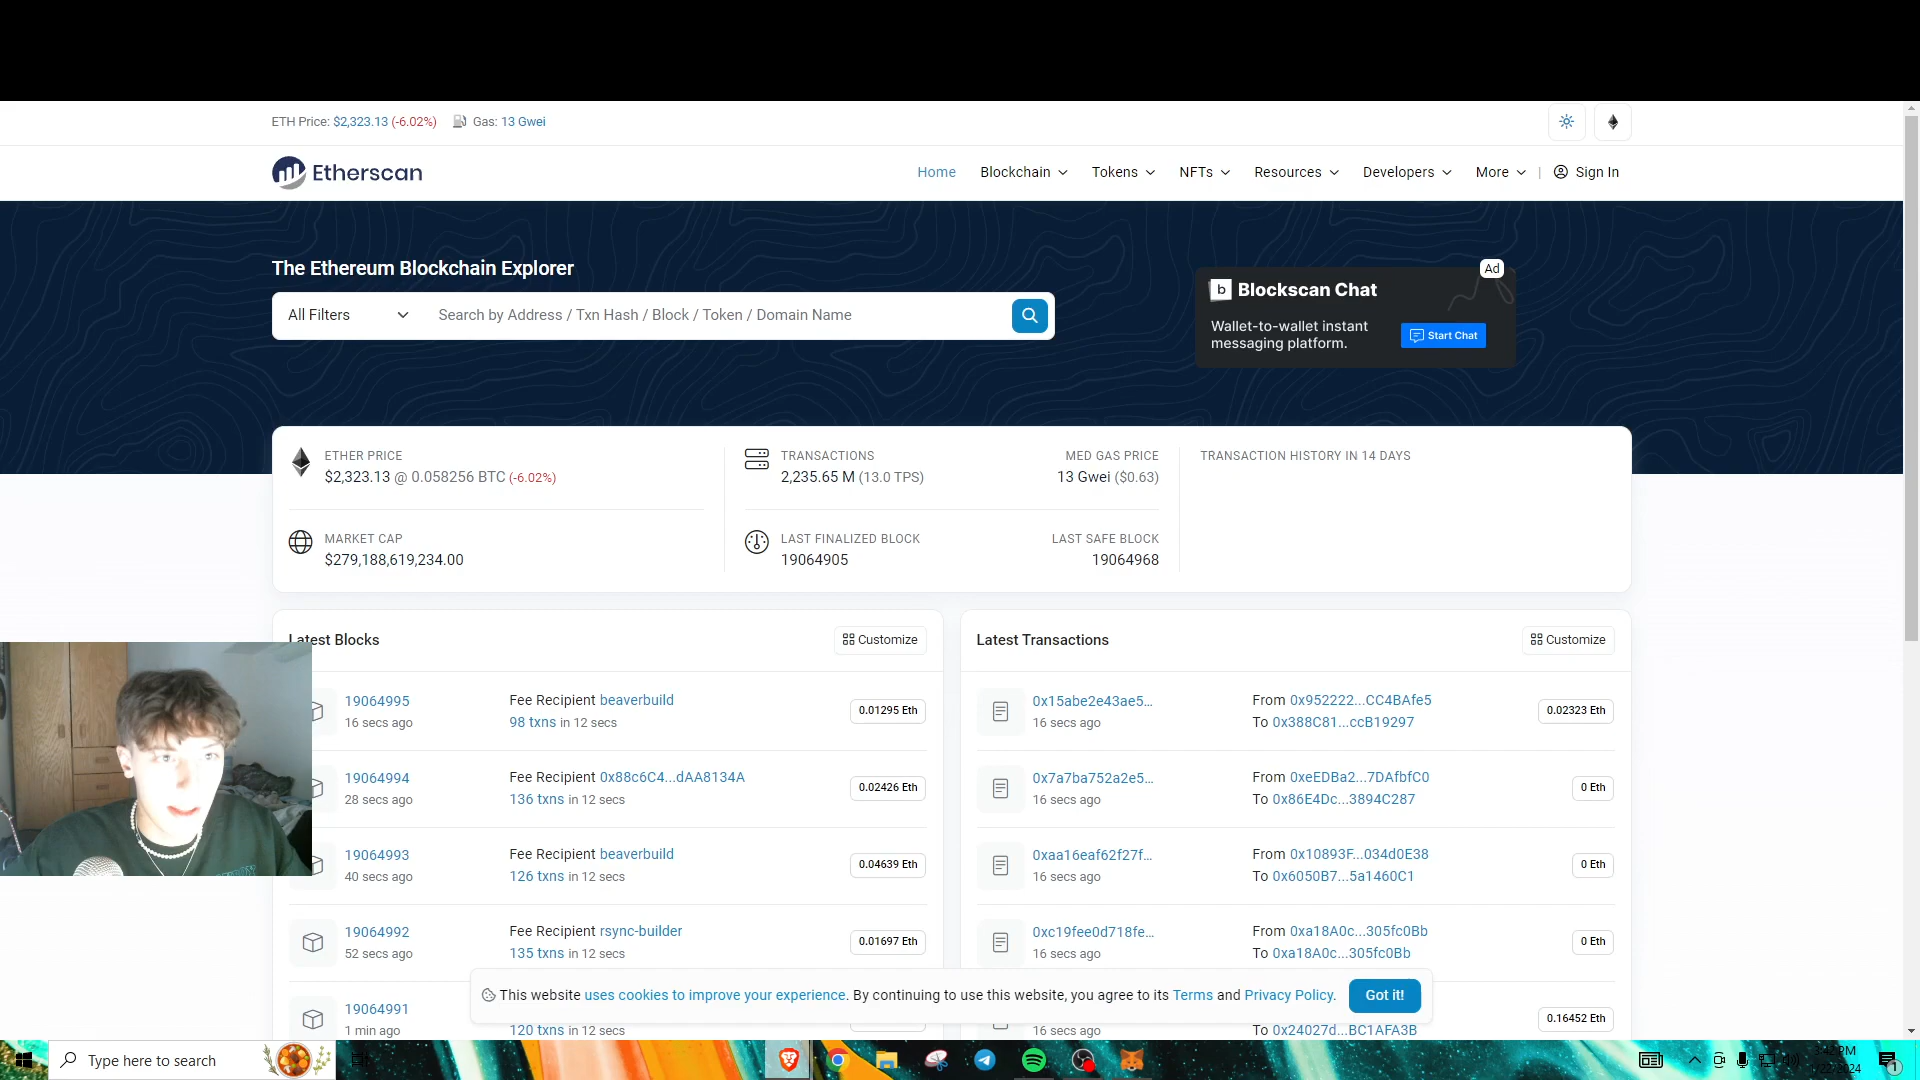 ETH Price: $2,323.13 (-6.02%) Gas: 13 Gwei
Etherscan
Home Blockchain Tokens NFTs Resources Developers More | Sign In
The Ethereum Blockchain Explorer
All Filters Search by Address / Txn Hash / Block / Token / Domain Name
Ad
b Blockscan Chat
Wallet-to-wallet instant
messaging platform.
Start Chat
ETHER PRICE
$2,323.13 @ 0.058256 BTC (-6.02%)
MARKET CAP
$279,188,619,234.00
TRANSACTIONS
2,235.65 M (13.0 TPS)
MED GAS PRICE
13 Gwei ($0.63)
LAST FINALIZED BLOCK
19064905
LAST SAFE BLOCK
19064968
TRANSACTION HISTORY IN 14 DAYS
Latest Blocks
Customize
19064995
16 secs ago
Fee Recipient beaverbuild
98 txns in 12 secs
0.01295 Eth
19064994
28 secs ago
Fee Recipient 0x88c6C4...dAA8134A
136 txns in 12 secs
0.02426 Eth
19064993
40 secs ago
Fee Recipient beaverbuild
126 txns in 12 secs
0.04639 Eth
19064992
52 secs ago
Fee Recipient rsync-builder
135 txns in 12 secs
0.01697 Eth
19064991
1 min ago
120 txns in 12 secs
Latest Transactions
Customize
0x15abe2e43ae5...
16 secs ago
From 0x952222...CC4BAfe5
To 0x388C81...ccB19297
0.02323 Eth
0x7a7ba752a2e5...
16 secs ago
From 0xeEDBa2...7DAfbfC0
To 0x86E4Dc...3894C287
0 Eth
0xaa16eaf62f27f...
16 secs ago
From 0x10893F...034d0E38
To 0x6050B7...5a1460C1
0 Eth
0xc19fee0d718fe...
16 secs ago
From 0xa18A0c...305fc0Bb
To 0xa18A0c...305fc0Bb
0 Eth
16 secs ago
To 0x24027d...BC1AFA3B
0.16452 Eth
This website uses cookies to improve your experience. By continuing to use this website, you agree to its Terms and Privacy Policy.
Got it!
Type here to search
1